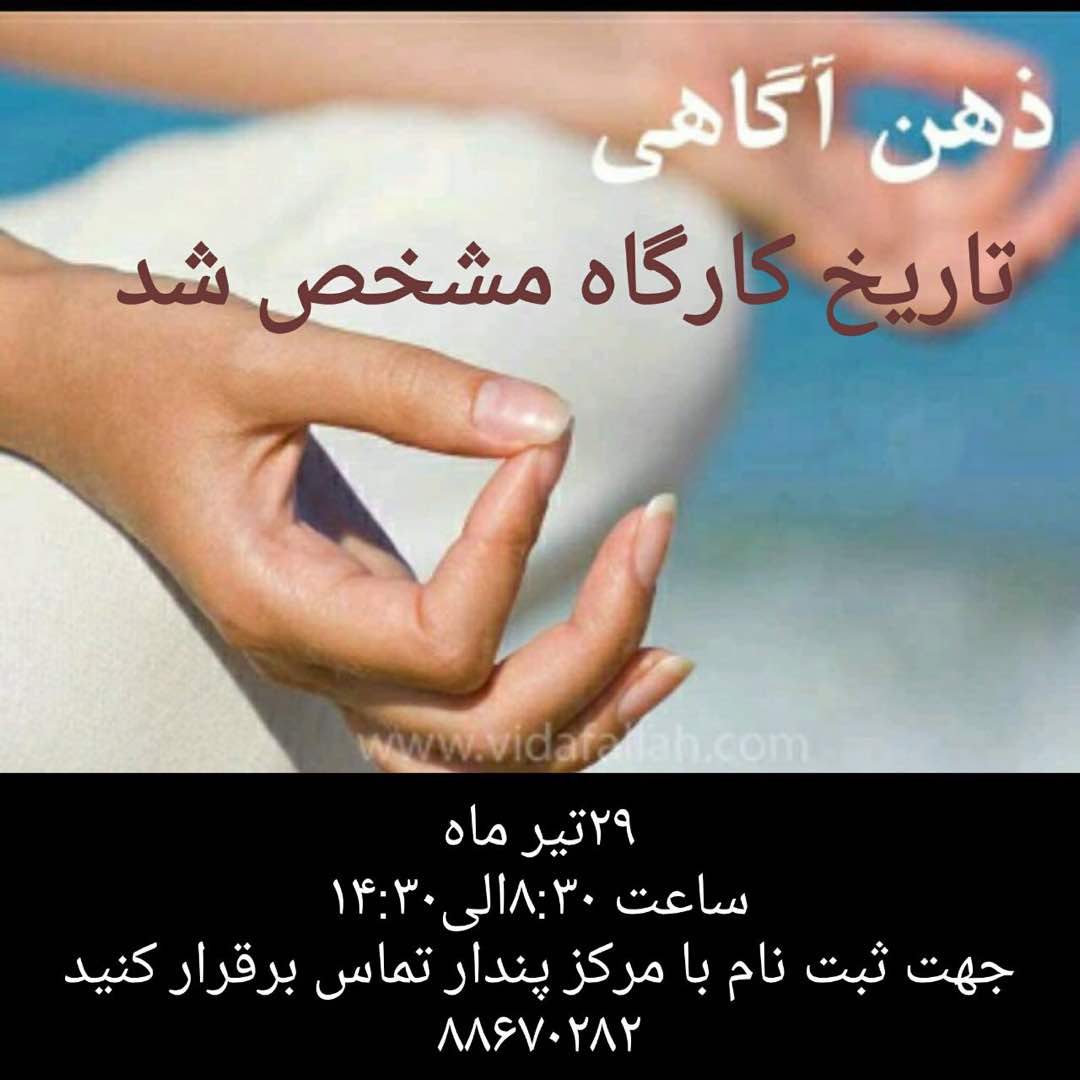 ذهن آگاهی
تاریخ کارگاه مشخص شد
www.vidafallah.com
۲۹تیر ماه
ساعت ۸:۳۰الی۱۴:۳۰
جهت ثبت نام با مرکز پندار تماس برقرار کنید
۸۸۶۷۰۲۸۲